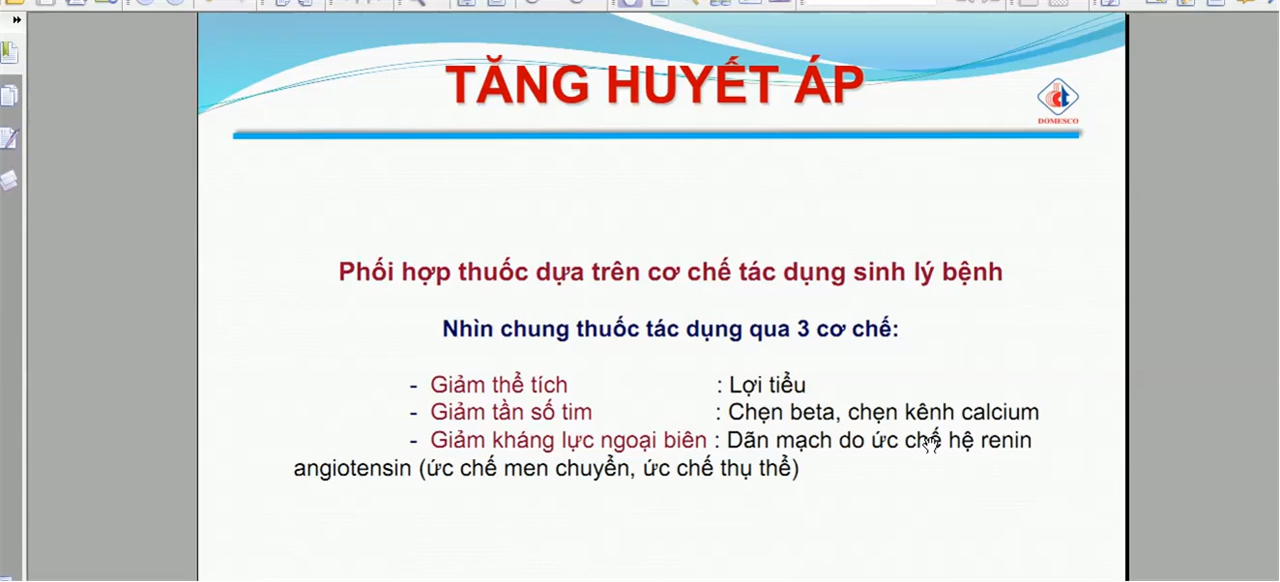 TĂNG HUYẾT ÁP
DOMESCO
Phối hợp thuốc dựa trên cơ chế tác dụng sinh lý bệnh
Nhìn chung thuốc tác dụng qua 3 cơ chế:
- Giảm thể tích : Lợi tiểu
- Giảm tần số tim : Chẹn beta, chẹn kênh calcium
- Giảm kháng lực ngoại biên : Dãn mạch do ức chế hệ renin
angiotensin (ức chế men chuyển, ức chế thụ thể)